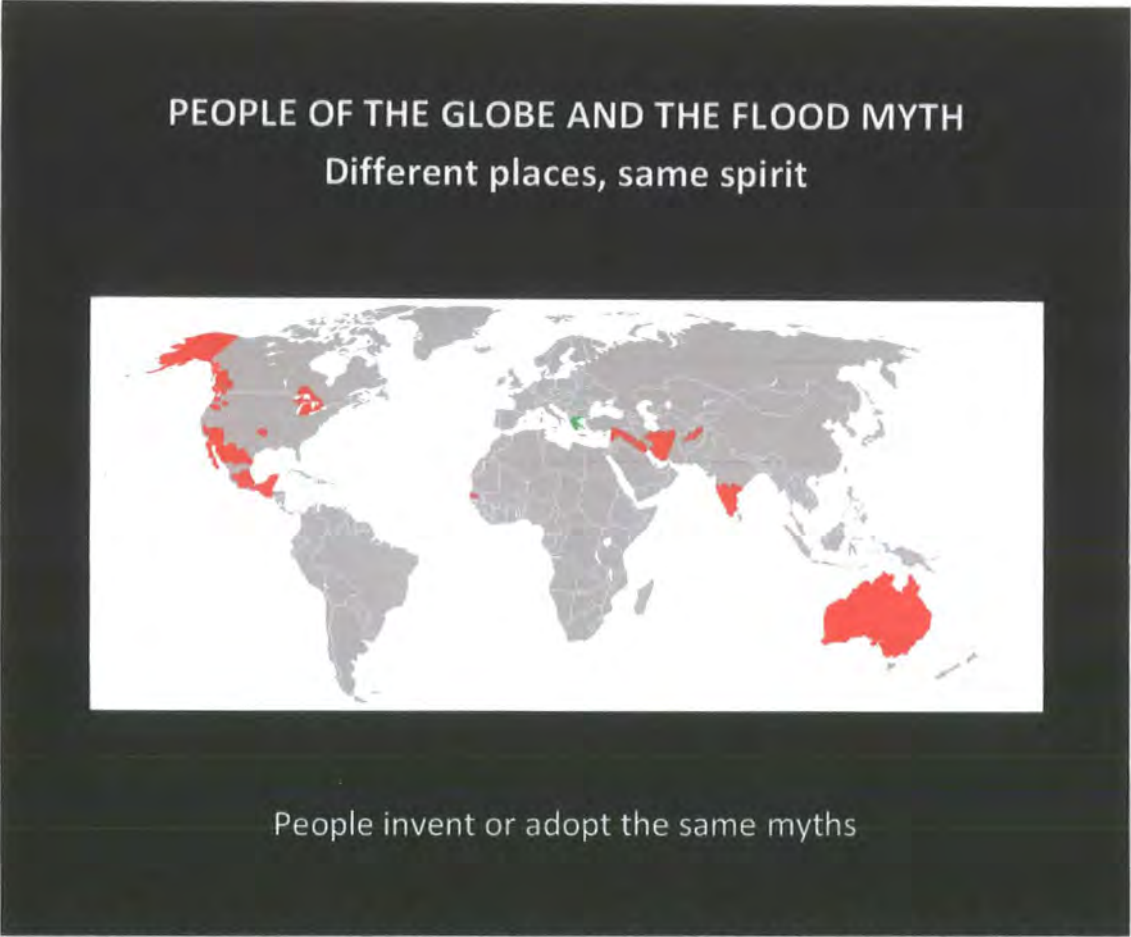 PEOPLE OF THE GLOBE AND THE FLOOD MYTH
Different places, same spirit
People invent or adopt the same myths